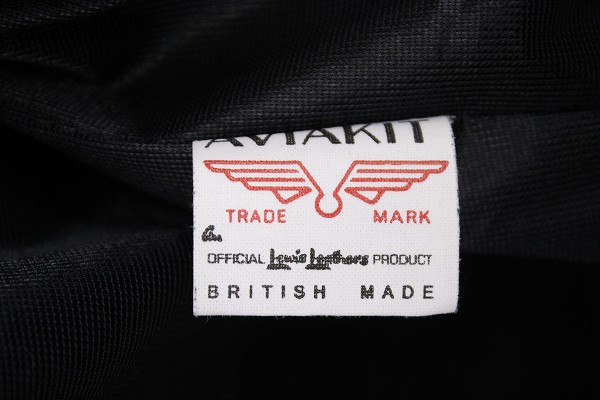 AVIAKIT
TRADE MARK
An
OFFICIAL Lewis Leathers PRODUCT
BRITISH MADE